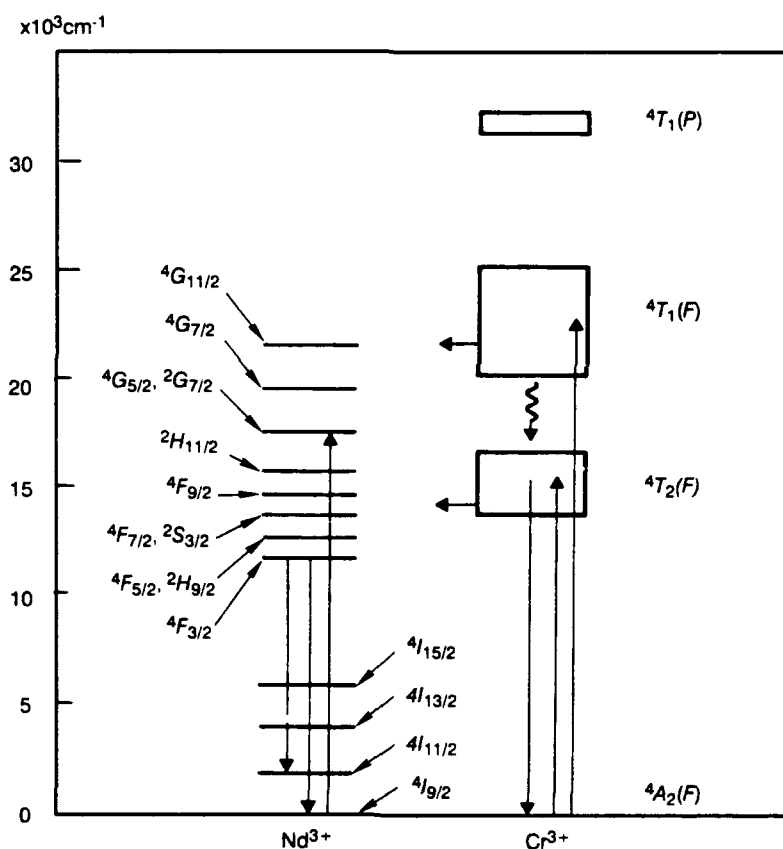 x10³cm⁻¹
30
25
20
15
10
5
0
⁴G₁₁/₂
⁴G₇/₂
⁴G₅/₂, ²G₇/₂
²H₁₁/₂
⁴F₉/₂
⁴F₇/₂, ²S₃/₂
⁴F₅/₂, ²H₉/₂
⁴F₃/₂
⁴I₁₅/₂
4I₁₃/₂
4I₁₁/₂
⁴I₉/₂
⁴T₁(P)
⁴T₁(F)
⁴T₂(F)
⁴A₂(F)
Nd³⁺
Cr³⁺